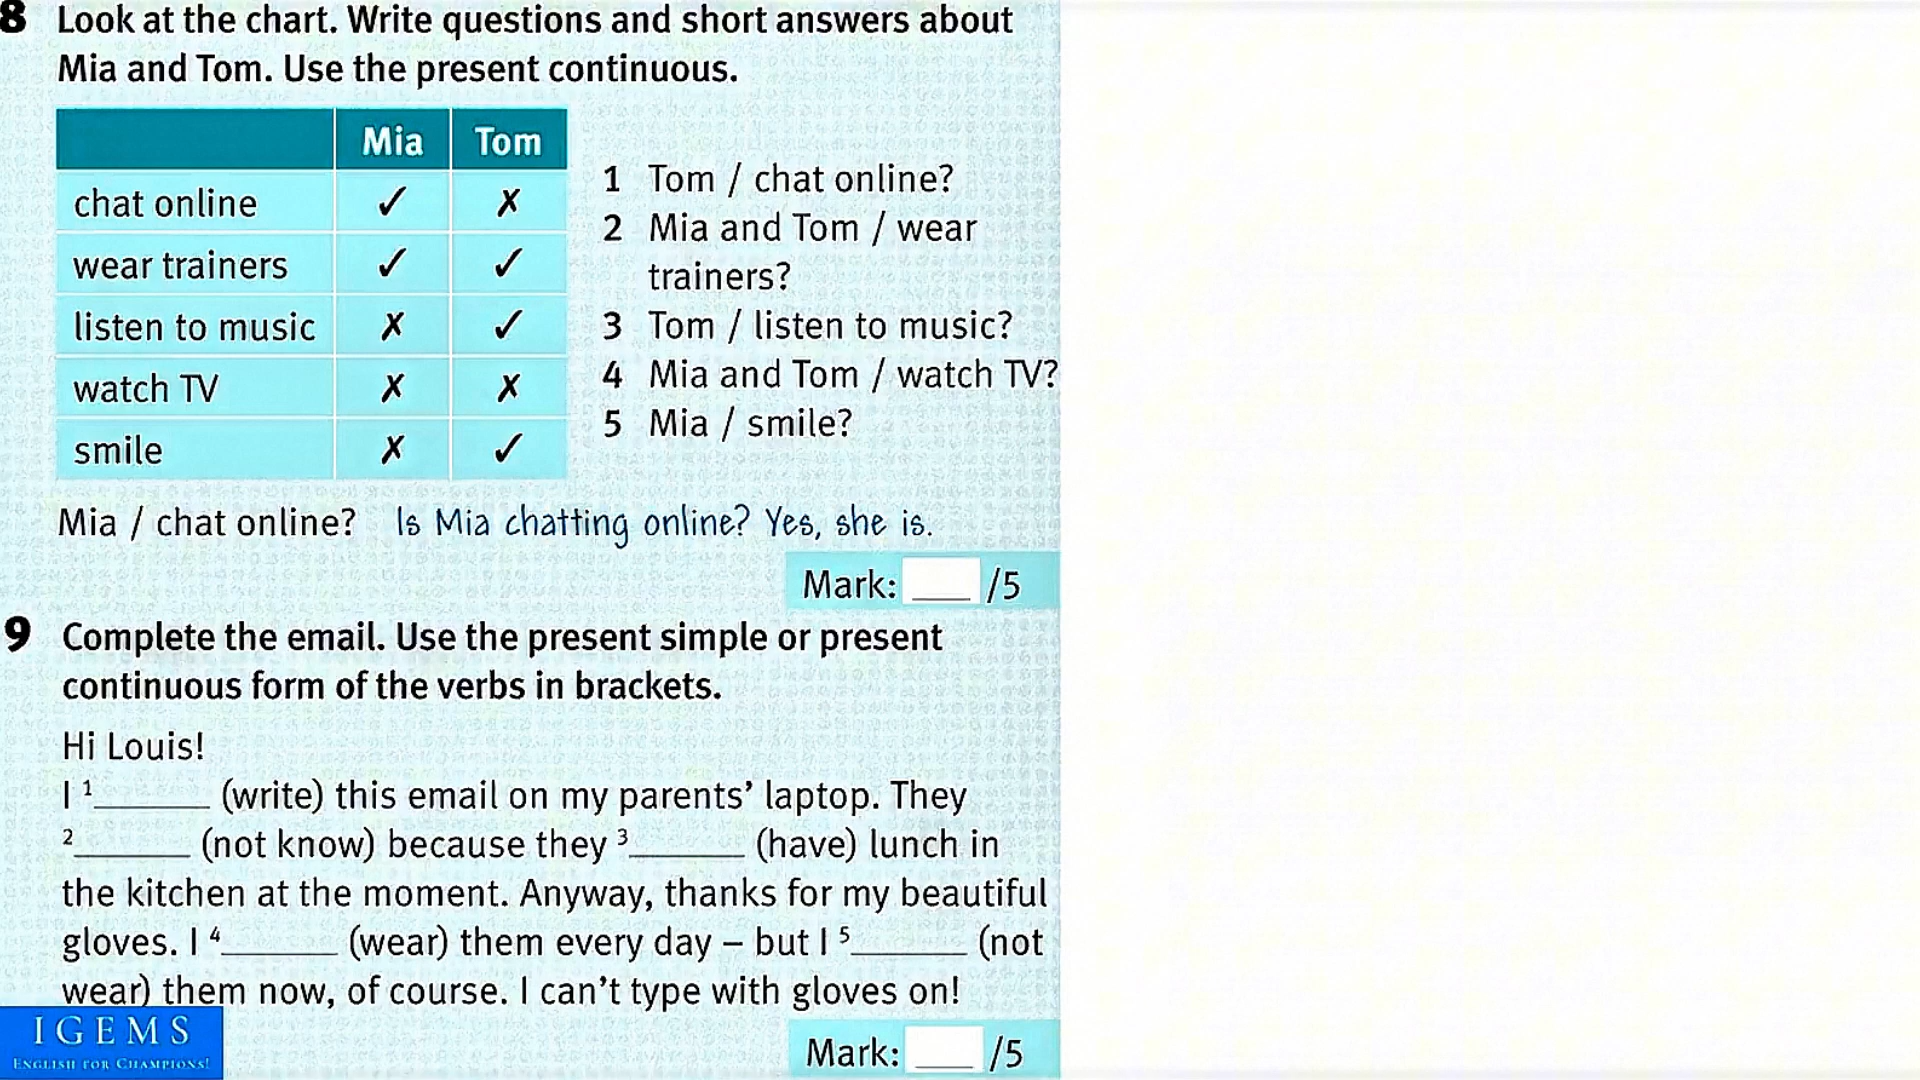 8 Look at the chart. Write questions and short answers about
Mia and Tom. Use the present continuous.
Mia Tom
chat online ✓ ✗
wear trainers ✓ ✓
listen to music ✗ ✓
watch TV ✗ ✗
smile ✗ ✓
1 Tom / chat online?
2 Mia and Tom / wear
trainers?
3 Tom / listen to music?
4 Mia and Tom / watch TV?
5 Mia / smile?
Mia / chat online? Is Mia chatting online? Yes, she is.
Mark: ___ /5
9 Complete the email. Use the present simple or present
continuous form of the verbs in brackets.
Hi Louis!
I ¹______ (write) this email on my parents’ laptop. They
²______ (not know) because they ³______ (have) lunch in
the kitchen at the moment. Anyway, thanks for my beautiful
gloves. I ⁴______ (wear) them every day – but I ⁵______ (not
wear) them now, of course. I can’t type with gloves on!
Mark: ___ /5
IGEMS
ENGLISH FOR CHAMPIONS!